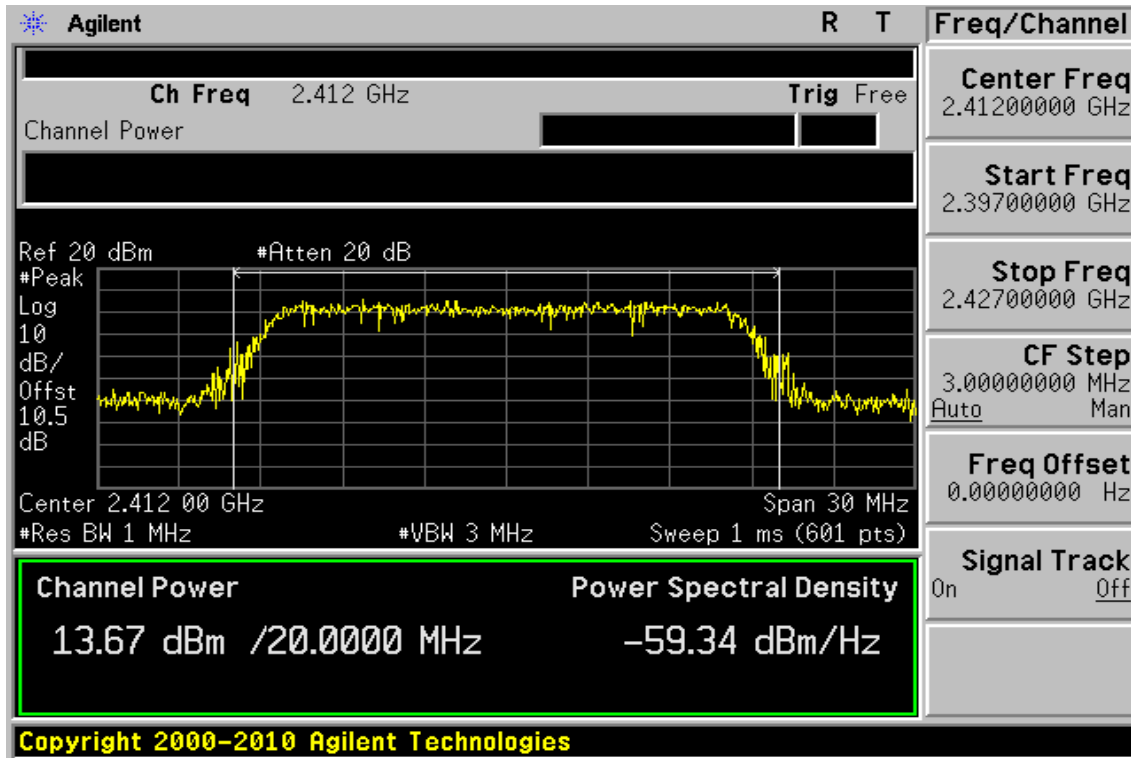 Agilent R T Freq/Channel
Ch Freq 2.412 GHz Trig Free
Channel Power
Center Freq
2.41200000 GHz
Start Freq
2.39700000 GHz
Stop Freq
2.42700000 GHz
CF Step
3.00000000 MHz
Auto Man
Freq Offset
0.00000000 Hz
Signal Track
On Off
Ref 20 dBm #Atten 20 dB
#Peak
Log
10
dB/
Offst
10.5
dB
Center 2.412 00 GHz Span 30 MHz
#Res BW 1 MHz #VBW 3 MHz Sweep 1 ms (601 pts)
Channel Power Power Spectral Density
13.67 dBm /20.0000 MHz -59.34 dBm/Hz
Copyright 2000-2010 Agilent Technologies